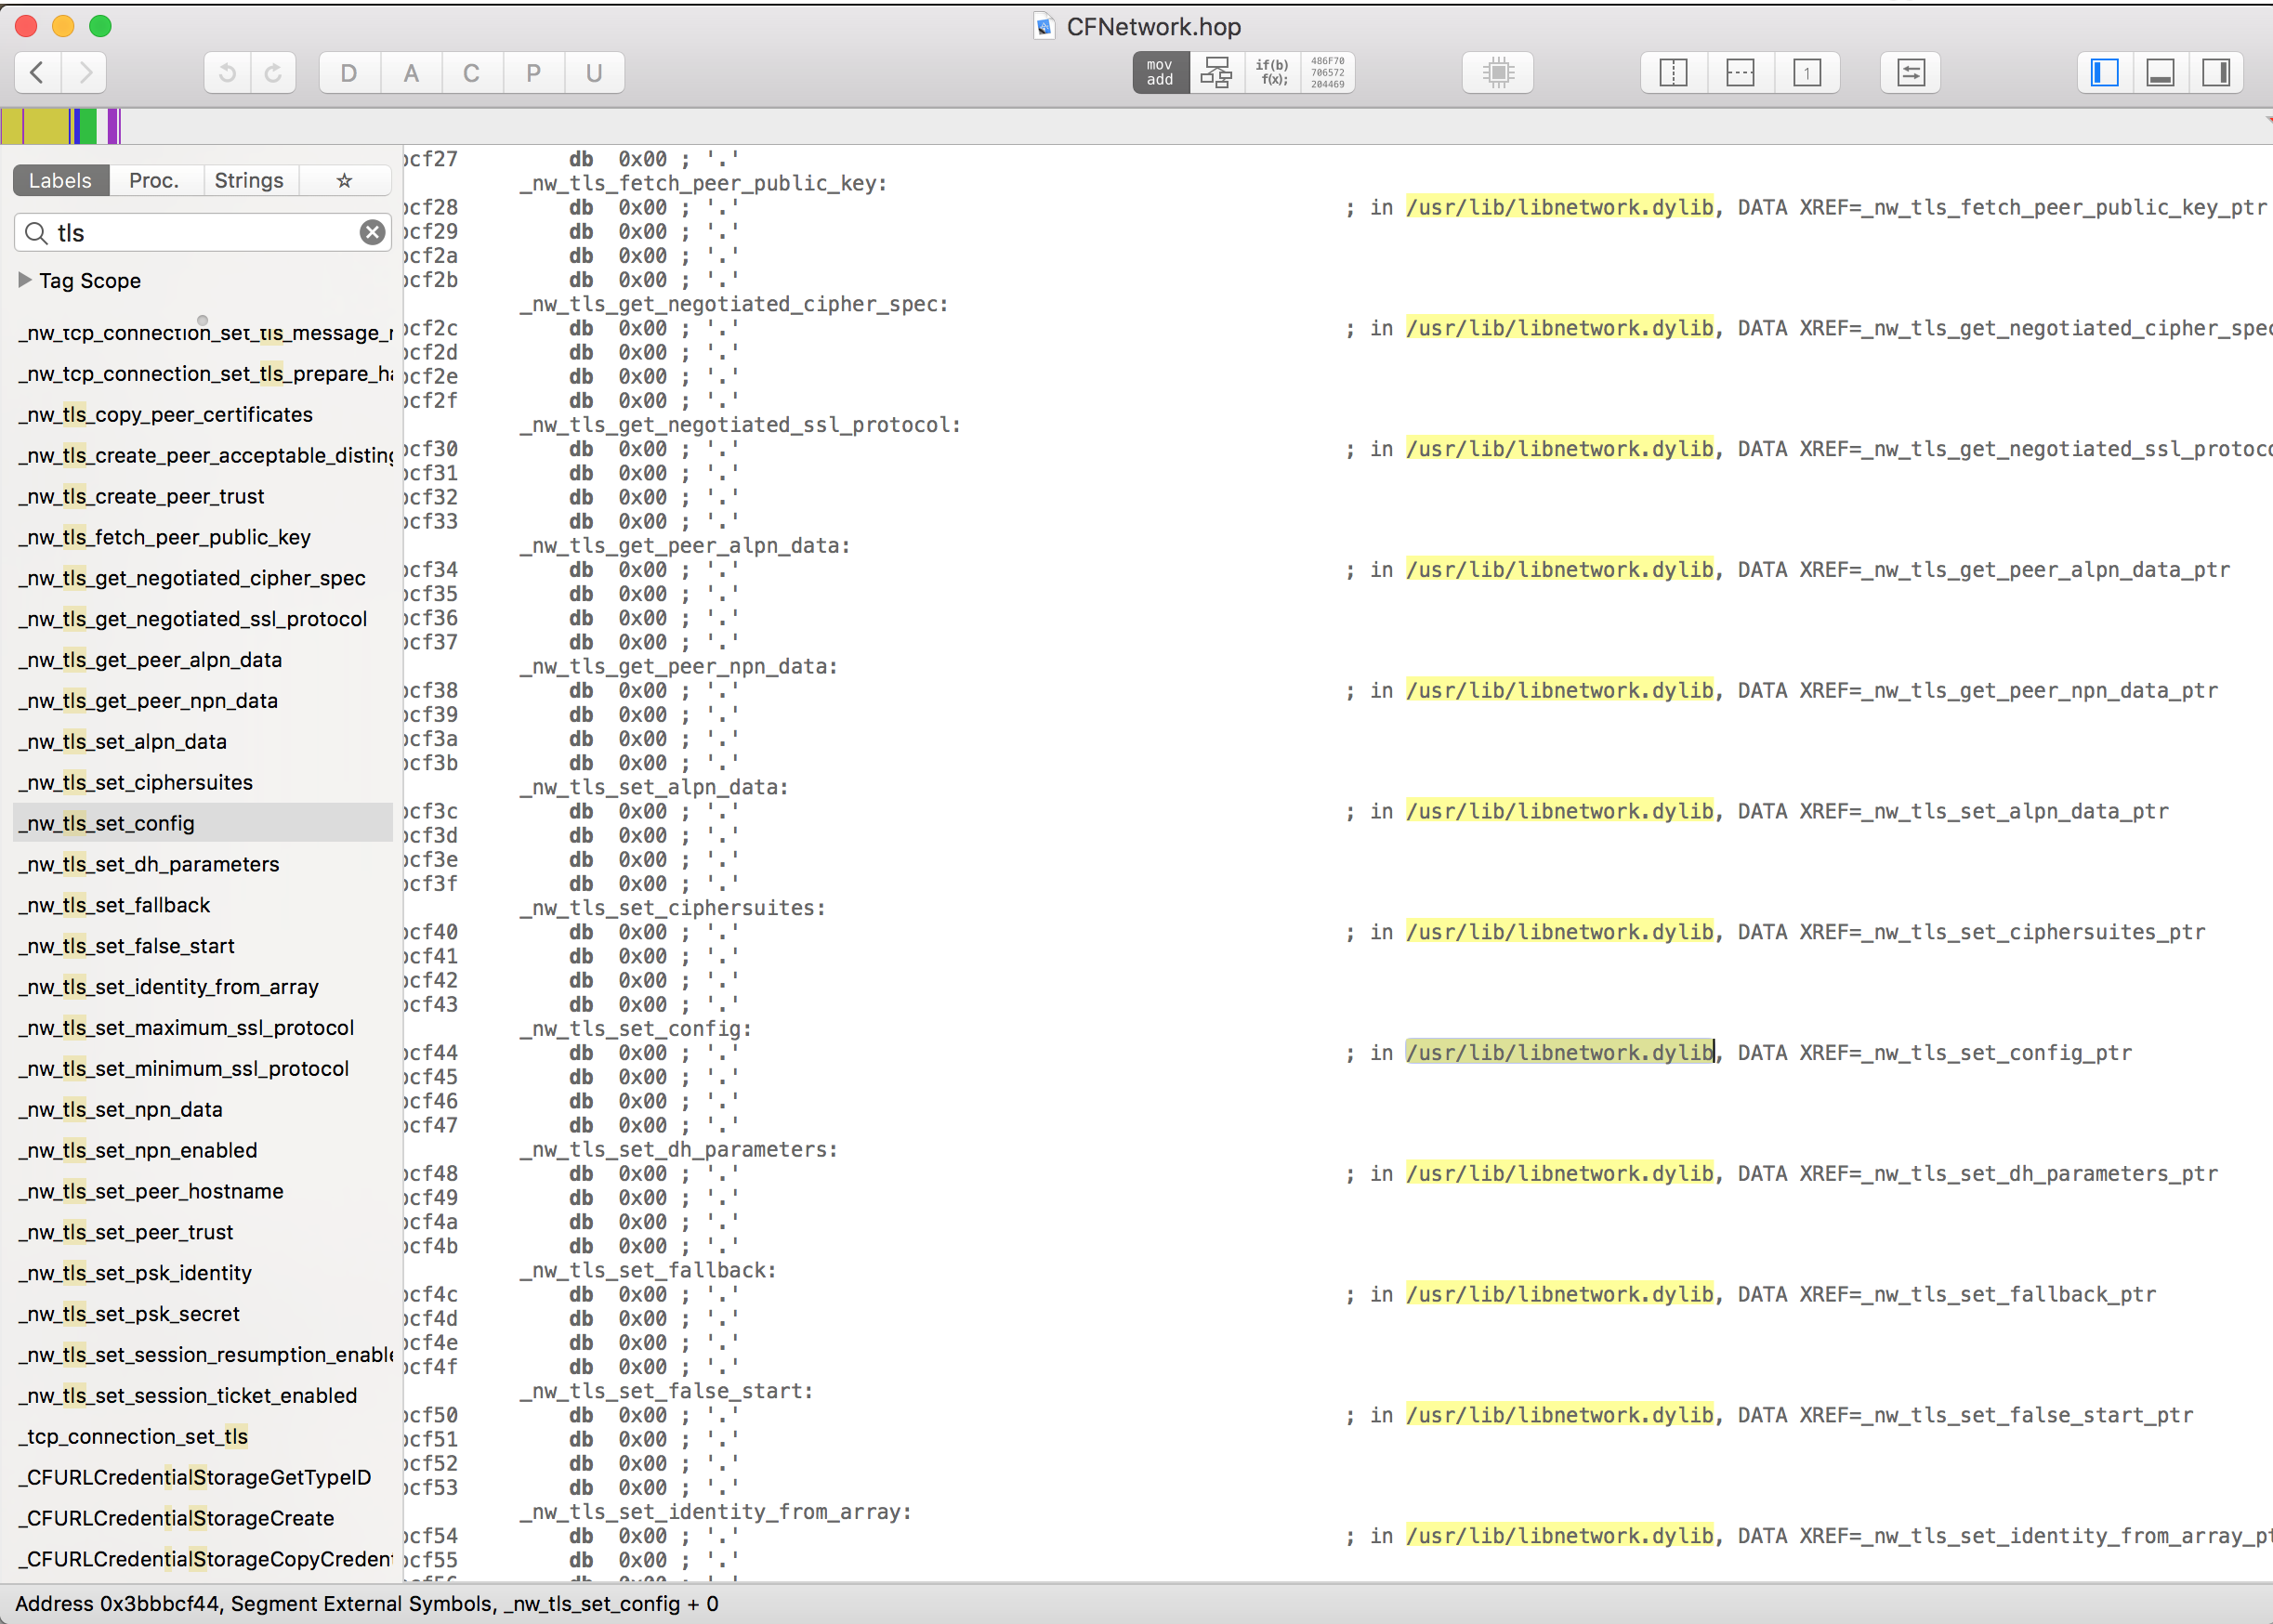 CFNetwork.hop
D A C P U
mov add
if(b) f(x);
486F70 706572 204469
1
Labels Proc. Strings ☆
tls
Tag Scope
_nw_tcp_connection_set_tls_message_
_nw_tcp_connection_set_tls_prepare_ha
_nw_tls_copy_peer_certificates
_nw_tls_create_peer_acceptable_disting
_nw_tls_create_peer_trust
_nw_tls_fetch_peer_public_key
_nw_tls_get_negotiated_cipher_spec
_nw_tls_get_negotiated_ssl_protocol
_nw_tls_get_peer_alpn_data
_nw_tls_get_peer_npn_data
_nw_tls_set_alpn_data
_nw_tls_set_ciphersuites
_nw_tls_set_config
_nw_tls_set_dh_parameters
_nw_tls_set_fallback
_nw_tls_set_false_start
_nw_tls_set_identity_from_array
_nw_tls_set_maximum_ssl_protocol
_nw_tls_set_minimum_ssl_protocol
_nw_tls_set_npn_data
_nw_tls_set_npn_enabled
_nw_tls_set_peer_hostname
_nw_tls_set_peer_trust
_nw_tls_set_psk_identity
_nw_tls_set_psk_secret
_nw_tls_set_session_resumption_enable
_nw_tls_set_session_ticket_enabled
_tcp_connection_set_tls
_CFURLCredentialStorageGetTypeID
_CFURLCredentialStorageCreate
_CFURLCredentialStorageCopyCredent
cf27 db 0x00 ; '.'
_nw_tls_fetch_peer_public_key:
cf28 db 0x00 ; '.' ; in /usr/lib/libnetwork.dylib, DATA XREF=_nw_tls_fetch_peer_public_key_ptr
cf29 db 0x00 ; '.'
cf2a db 0x00 ; '.'
cf2b db 0x00 ; '.'
_nw_tls_get_negotiated_cipher_spec:
cf2c db 0x00 ; '.' ; in /usr/lib/libnetwork.dylib, DATA XREF=_nw_tls_get_negotiated_cipher_spec
cf2d db 0x00 ; '.'
cf2e db 0x00 ; '.'
cf2f db 0x00 ; '.'
_nw_tls_get_negotiated_ssl_protocol:
cf30 db 0x00 ; '.' ; in /usr/lib/libnetwork.dylib, DATA XREF=_nw_tls_get_negotiated_ssl_protoco
cf31 db 0x00 ; '.'
cf32 db 0x00 ; '.'
cf33 db 0x00 ; '.'
_nw_tls_get_peer_alpn_data:
cf34 db 0x00 ; '.' ; in /usr/lib/libnetwork.dylib, DATA XREF=_nw_tls_get_peer_alpn_data_ptr
cf35 db 0x00 ; '.'
cf36 db 0x00 ; '.'
cf37 db 0x00 ; '.'
_nw_tls_get_peer_npn_data:
cf38 db 0x00 ; '.' ; in /usr/lib/libnetwork.dylib, DATA XREF=_nw_tls_get_peer_npn_data_ptr
cf39 db 0x00 ; '.'
cf3a db 0x00 ; '.'
cf3b db 0x00 ; '.'
_nw_tls_set_alpn_data:
cf3c db 0x00 ; '.' ; in /usr/lib/libnetwork.dylib, DATA XREF=_nw_tls_set_alpn_data_ptr
cf3d db 0x00 ; '.'
cf3e db 0x00 ; '.'
cf3f db 0x00 ; '.'
_nw_tls_set_ciphersuites:
cf40 db 0x00 ; '.' ; in /usr/lib/libnetwork.dylib, DATA XREF=_nw_tls_set_ciphersuites_ptr
cf41 db 0x00 ; '.'
cf42 db 0x00 ; '.'
cf43 db 0x00 ; '.'
_nw_tls_set_config:
cf44 db 0x00 ; '.' ; in /usr/lib/libnetwork.dylib, DATA XREF=_nw_tls_set_config_ptr
cf45 db 0x00 ; '.'
cf46 db 0x00 ; '.'
cf47 db 0x00 ; '.'
_nw_tls_set_dh_parameters:
cf48 db 0x00 ; '.' ; in /usr/lib/libnetwork.dylib, DATA XREF=_nw_tls_set_dh_parameters_ptr
cf49 db 0x00 ; '.'
cf4a db 0x00 ; '.'
cf4b db 0x00 ; '.'
_nw_tls_set_fallback:
cf4c db 0x00 ; '.' ; in /usr/lib/libnetwork.dylib, DATA XREF=_nw_tls_set_fallback_ptr
cf4d db 0x00 ; '.'
cf4e db 0x00 ; '.'
cf4f db 0x00 ; '.'
_nw_tls_set_false_start:
cf50 db 0x00 ; '.' ; in /usr/lib/libnetwork.dylib, DATA XREF=_nw_tls_set_false_start_ptr
cf51 db 0x00 ; '.'
cf52 db 0x00 ; '.'
cf53 db 0x00 ; '.'
_nw_tls_set_identity_from_array:
cf54 db 0x00 ; '.' ; in /usr/lib/libnetwork.dylib, DATA XREF=_nw_tls_set_identity_from_array_pt
cf55 db 0x00 ; '.'
Address 0x3bbbcf44, Segment External Symbols, _nw_tls_set_config + 0